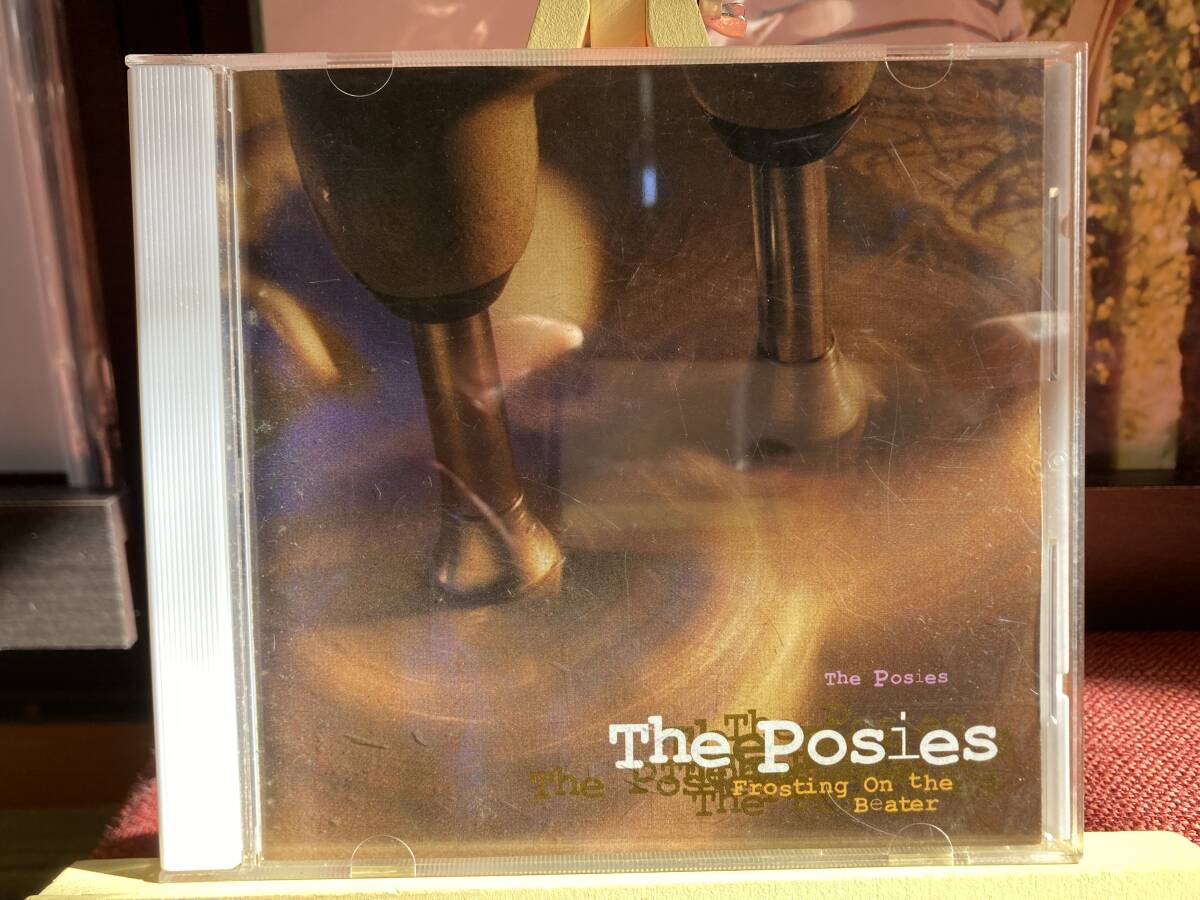 The Posies
The Posies
Frosting On the
Beater